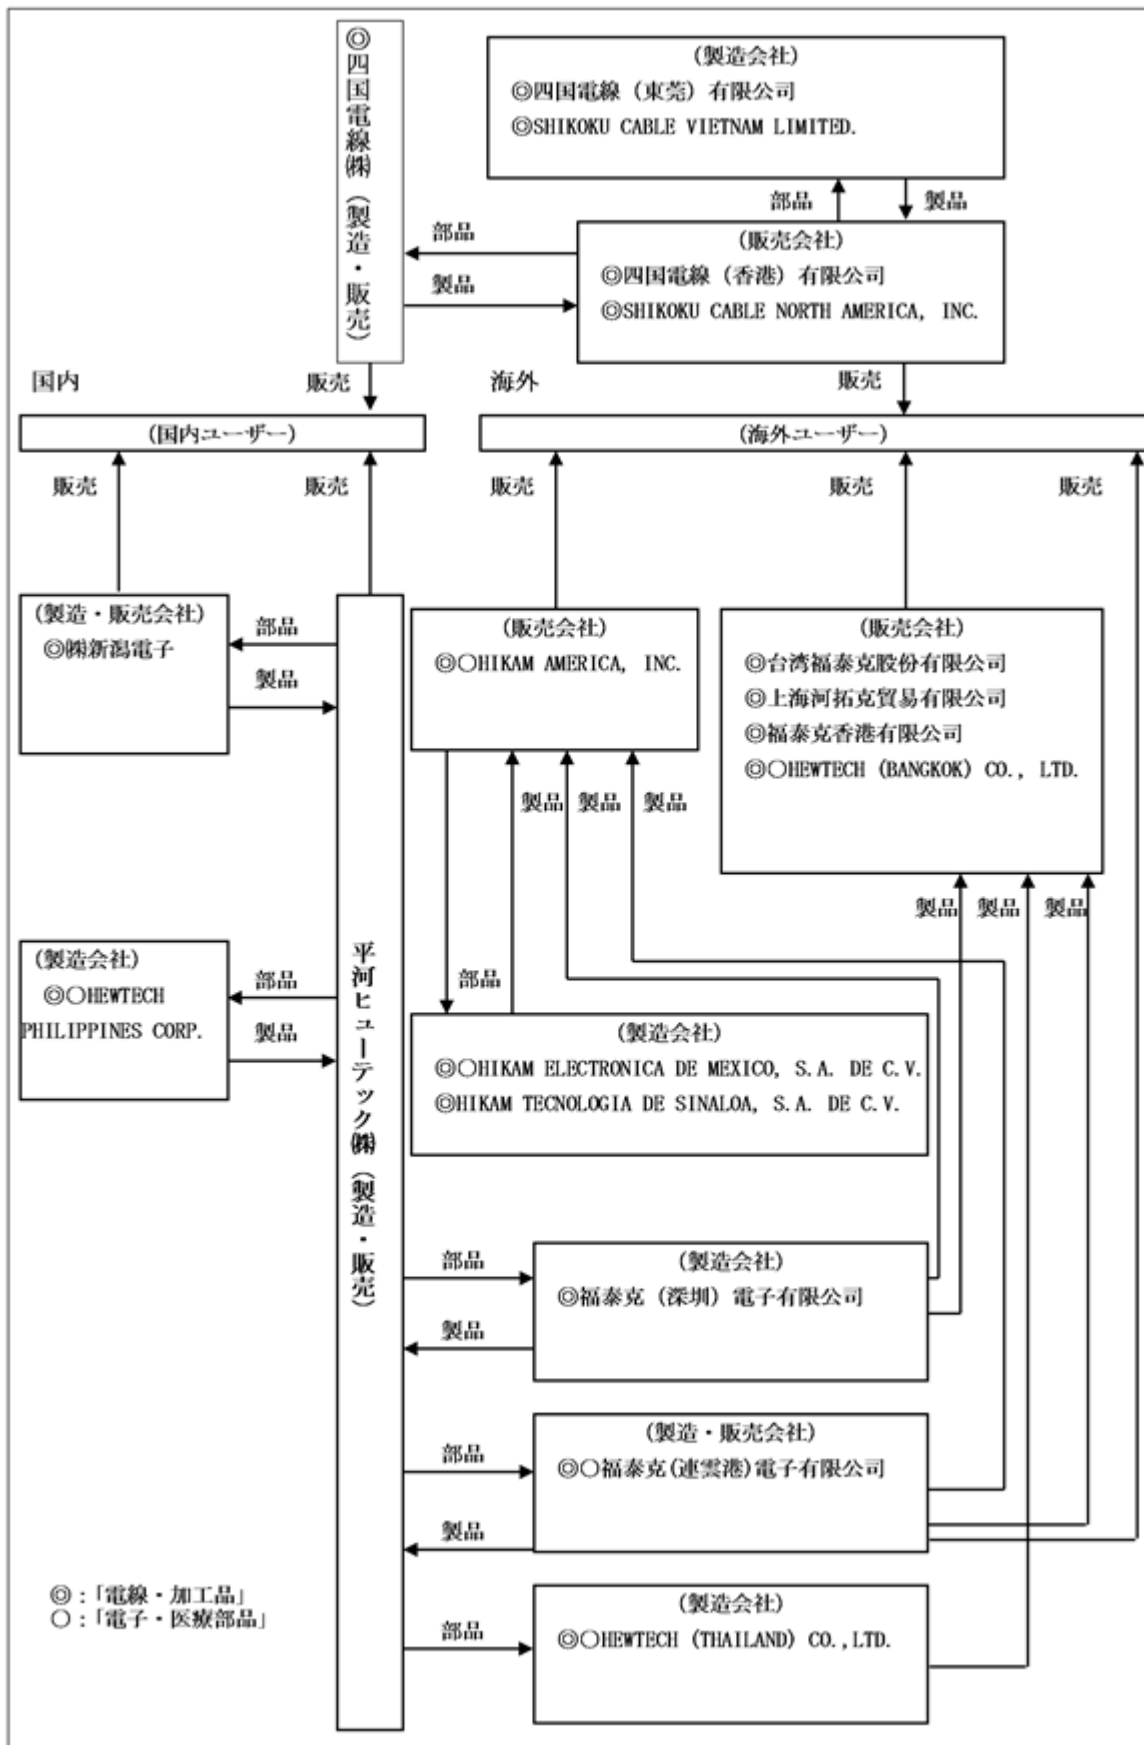 ◎四国電線㈱（製造・販売）
(製造会社)
◎四国電線（東莞）有限公司
◎SHIKOKU CABLE VIETNAM LIMITED.
部品
製品
部品
製品
(販売会社)
◎四国電線（香港）有限公司
◎SHIKOKU CABLE NORTH AMERICA, INC.
国内
販売
海外
販売
(国内ユーザー)
(海外ユーザー)
販売
販売
販売
販売
販売
(製造・販売会社)
◎㈱新潟電子
部品
製品
(販売会社)
◎○HIKAM AMERICA, INC.
(販売会社)
◎台湾福泰克股份有限公司
◎上海河拓克貿易有限公司
◎福泰克香港有限公司
◎○HEWTECH (BANGKOK) CO., LTD.
製品
製品
製品
製品
製品
製品
(製造会社)
◎○HEWTECH
PHILIPPINES CORP.
部品
製品
平河ヒューテック㈱（製造・販売）
部品
(製造会社)
◎○HIKAM ELECTRONICA DE MEXICO, S.A. DE C.V.
◎HIKAM TECNOLOGIA DE SINALOA, S.A. DE C.V.
部品
製品
(製造会社)
◎福泰克（深圳）電子有限公司
部品
製品
(製造・販売会社)
◎○福泰克(連雲港)電子有限公司
◎：「電線・加工品」
○：「電子・医療部品」
部品
(製造会社)
◎○HEWTECH (THAILAND) CO.,LTD.